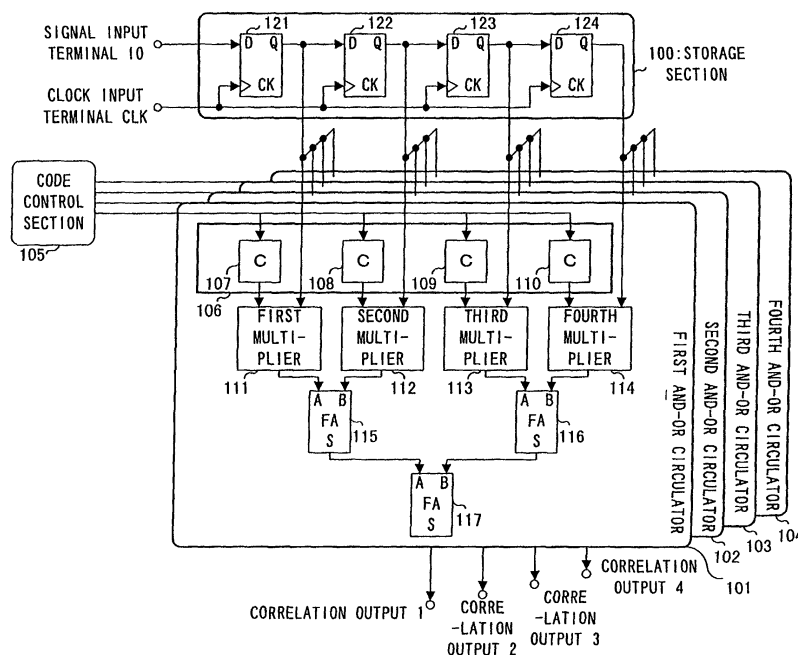 121
122
123
124
SIGNAL INPUT
TERMINAL IO
D Q
D Q
D Q
D Q
CK
CK
CK
CK
100:STORAGE
SECTION
CLOCK INPUT
TERMINAL CLK
CODE
CONTROL
SECTION
105
107
C
108
C
109
C
110
C
106
FIRST
MULTI-
PLIER
SECOND
MULTI-
PLIER
THIRD
MULTI-
PLIER
FOURTH
MULTI-
PLIER
111
112
113
114
A B
FA
S
115
A B
FA
S
116
A B
FA
S
117
FIRST AND-OR CIRCULATOR
SECOND AND-OR CIRCULATOR
THIRD AND-OR CIRCULATOR
FOURTH AND-OR CIRCULATOR
104
103
102
101
CORRELATION OUTPUT 1
CORRE
-LATION
OUTPUT 2
CORRE
-LATION
OUTPUT 3
CORRELATION
OUTPUT 4